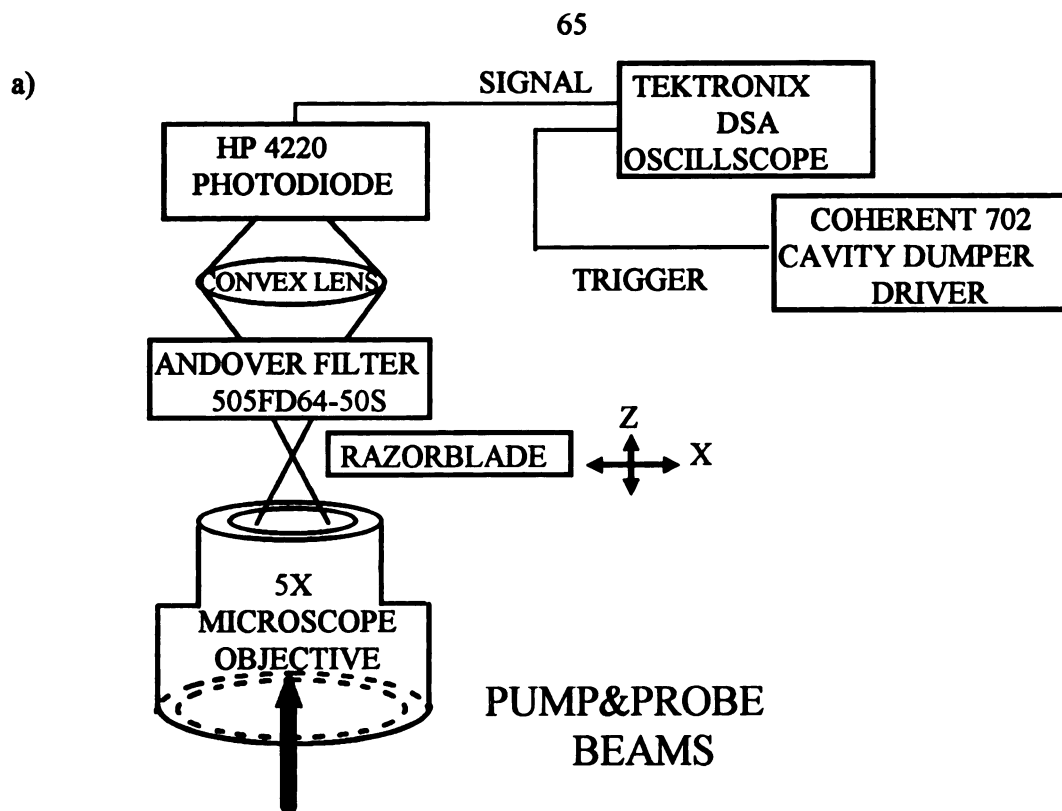 65
a)
SIGNAL
TEKTRONIX
DSA
OSCILLSCOPE
HP 4220
PHOTODIODE
COHERENT 702
CAVITY DUMPER
DRIVER
TRIGGER
CONVEX LENS
ANDOVER FILTER
505FD64-50S
RAZORBLADE
Z
X
5X
MICROSCOPE
OBJECTIVE
PUMP&PROBE
BEAMS